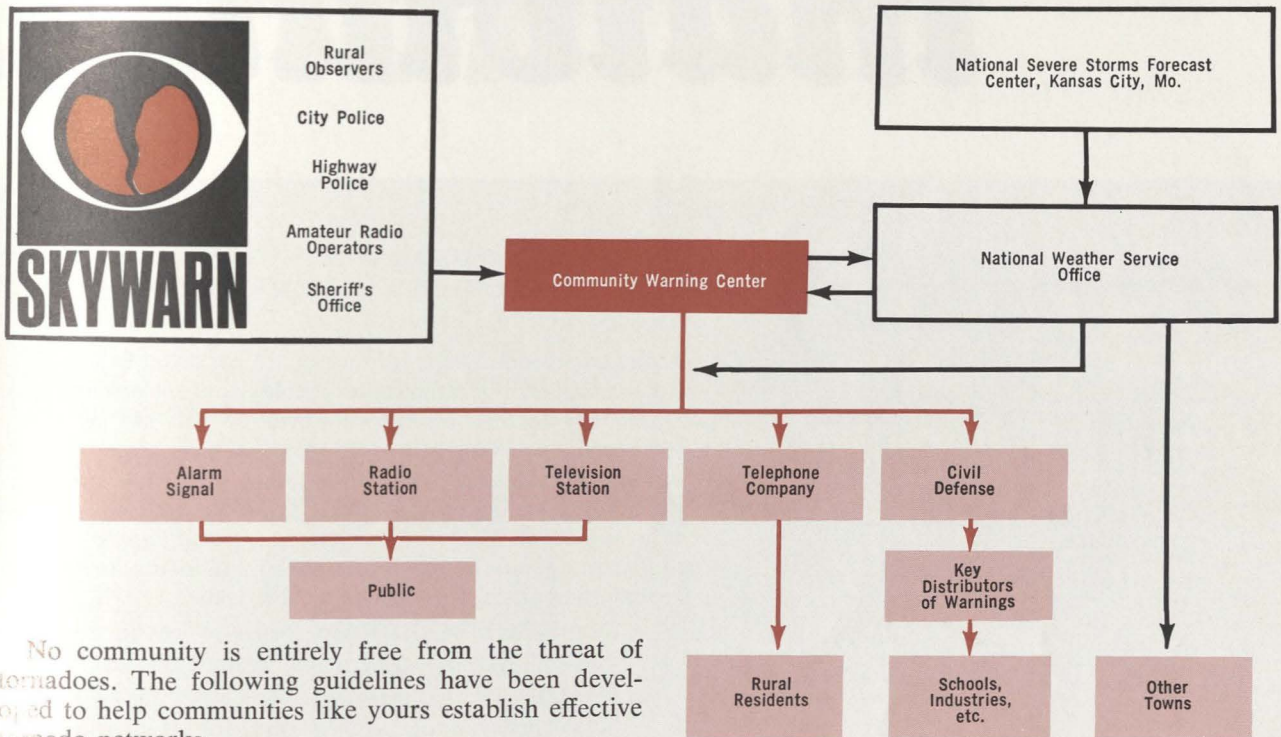 SKYWARN
Rural
Observers
City Police
Highway
Police
Amateur Radio
Operators
Sheriff's
Office
Community Warning Center
National Severe Storms Forecast
Center, Kansas City, Mo.
National Weather Service
Office
Alarm
Signal
Radio
Station
Television
Station
Telephone
Company
Civil
Defense
Public
Key
Distributors
of Warnings
Rural
Residents
Schools,
Industries,
etc.
Other
Towns
No community is entirely free from the threat of
tornadoes. The following guidelines have been devel-
oped to help communities like yours establish effective